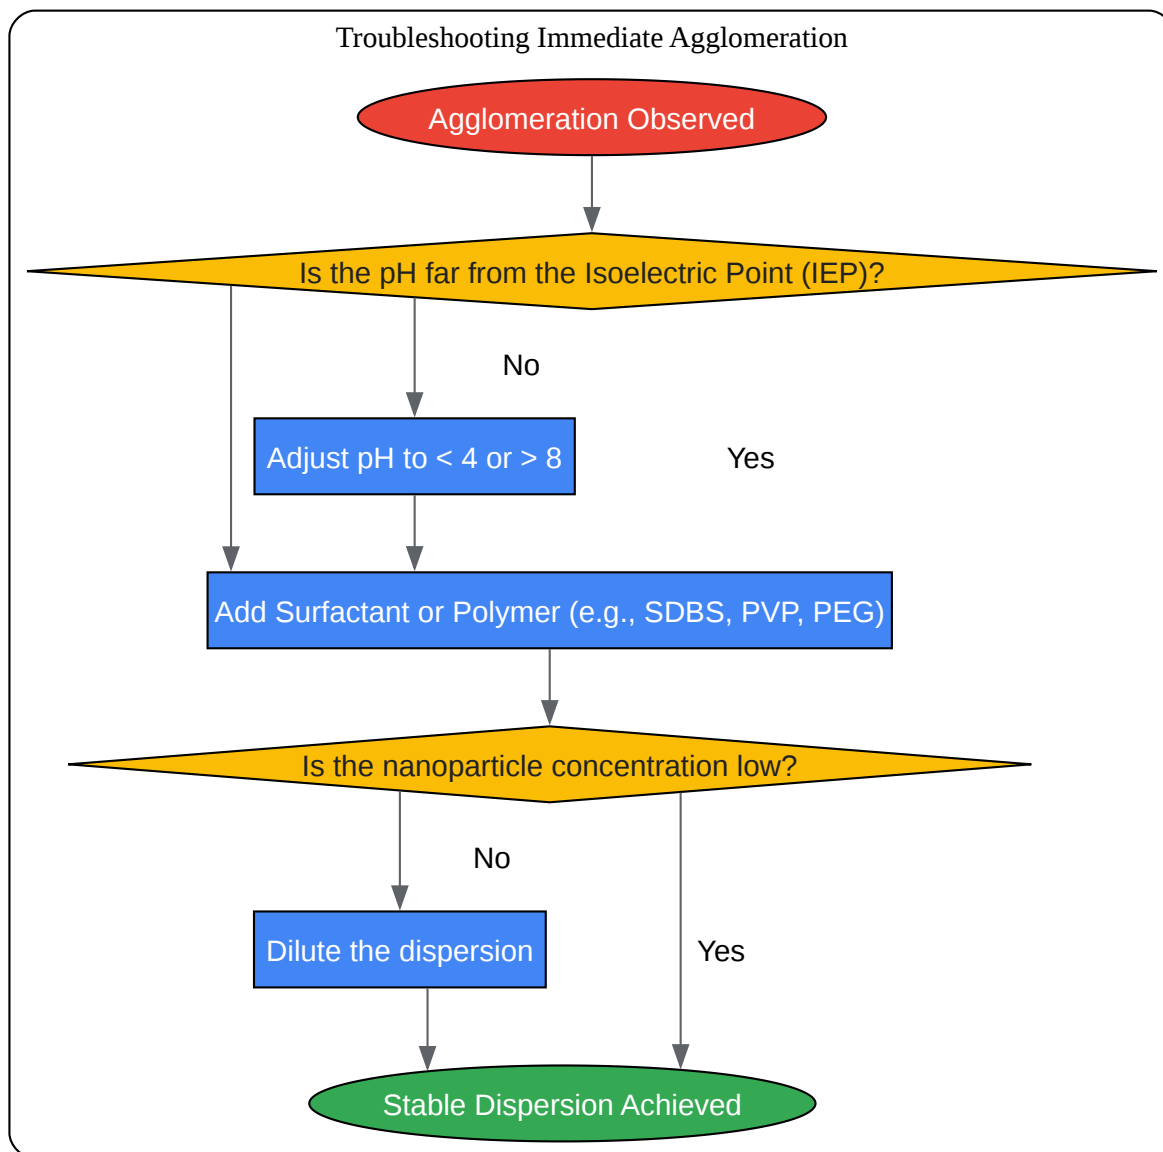 Troubleshooting Immediate Agglomeration
Agglomeration Observed
Is the pH far from the Isoelectric Point (IEP)?
No
Adjust pH to < 4 or > 8
Yes
Add Surfactant or Polymer (e.g., SDBS, PVP, PEG)
Is the nanoparticle concentration low?
No
Dilute the dispersion
Yes
Stable Dispersion Achieved